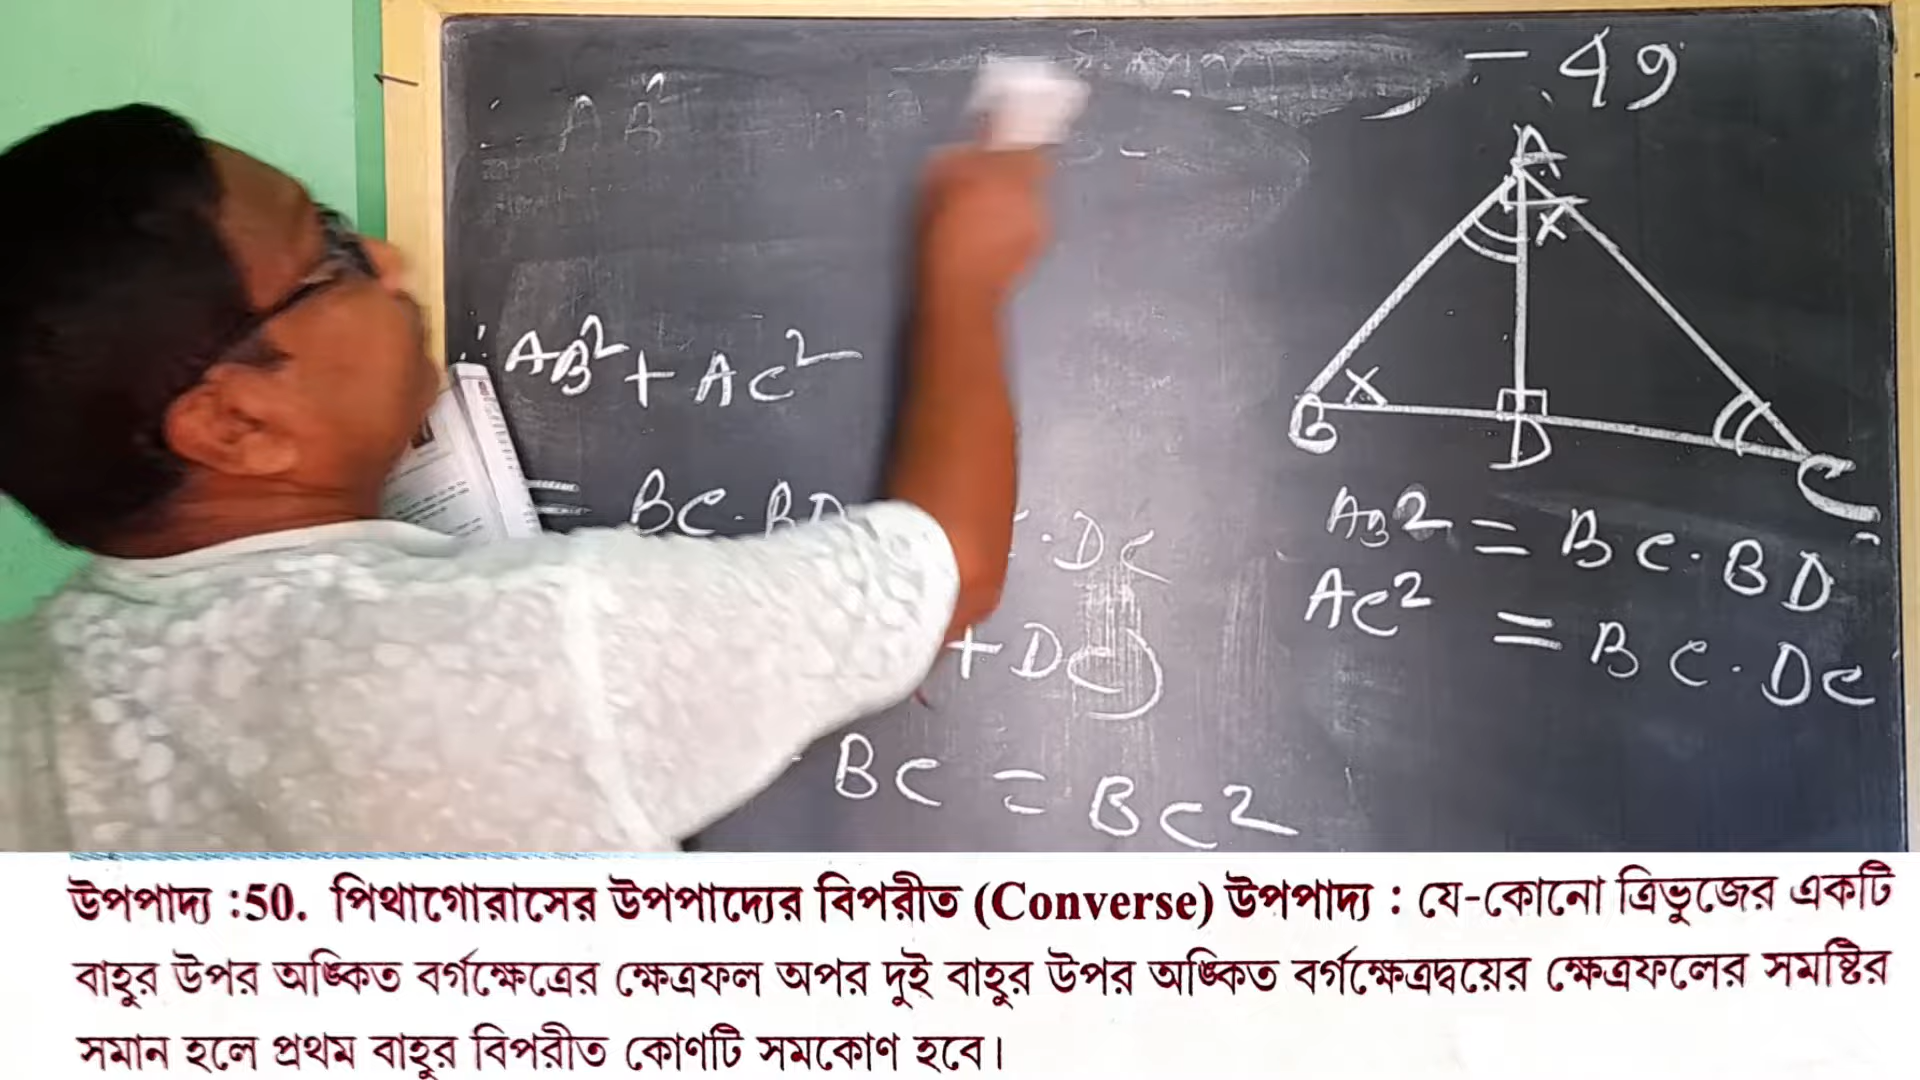 - 49
A
∴ AB² + AC²
= BC · BD · DC
+ DC)
BC = BC²
X
X
B
D
C
AB² = BC · BD
AC² = BC · DC
উপপাদ্য :50. পিথাগোরাসের উপপাদ্যের বিপরীত (Converse) উপপাদ্য : যে-কোনো ত্রিভুজের একটি
বাহুর উপর অঙ্কিত বর্গক্ষেত্রের ক্ষেত্রফল অপর দুই বাহুর উপর অঙ্কিত বর্গক্ষেত্রদ্বয়ের ক্ষেত্রফলের সমষ্টির
সমান হলে প্রথম বাহুর বিপরীত কোণটি সমকোণ হবে।